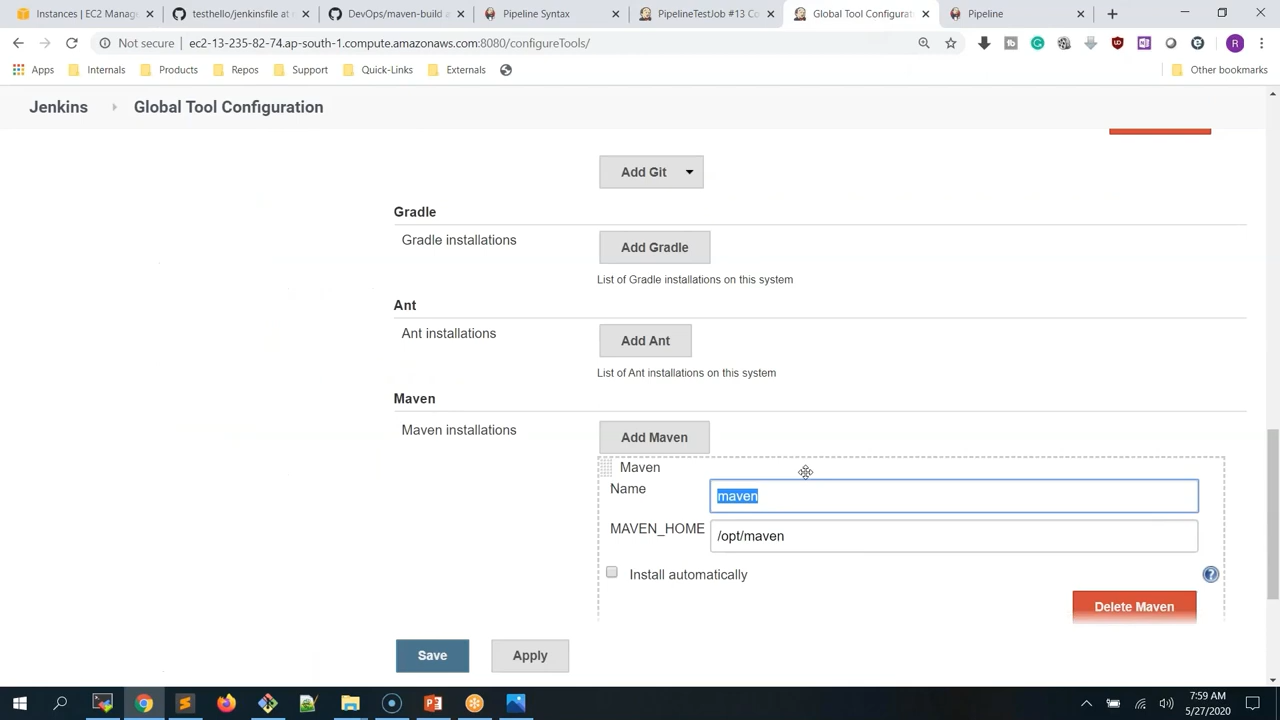 Instances | EC2 Manag
testhello/jenkinsfile at
DevOps/maven-build a
Pipeline Syntax
PipelineTestJob #13 Co
Global Tool Configurat
Pipeline
Not secure | ec2-13-235-82-74.ap-south-1.compute.amazonaws.com:8080/configureTools/
Apps Internals Products Repos Support Quick-Links Externals Other bookmarks
Jenkins Global Tool Configuration
Add Git
Gradle
Gradle installations Add Gradle
List of Gradle installations on this system
Ant
Ant installations Add Ant
List of Ant installations on this system
Maven
Maven installations Add Maven
Maven
Name maven
MAVEN_HOME /opt/maven
Install automatically
Delete Maven
Save Apply
7:59 AM
5/27/2020